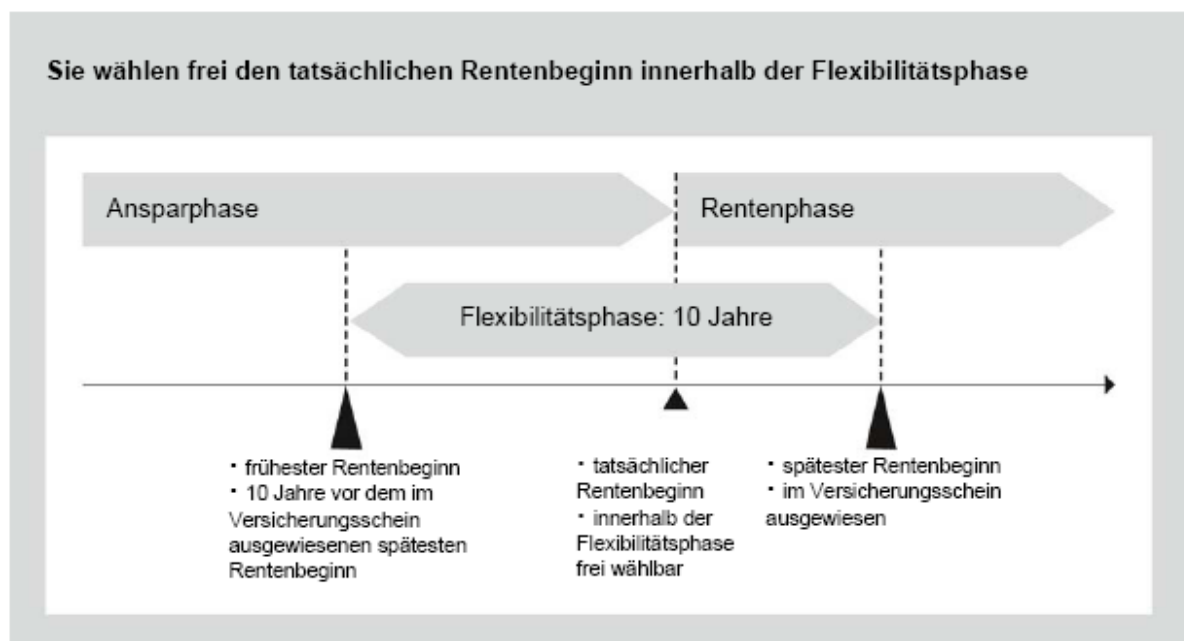 Sie wählen frei den tatsächlichen Rentenbeginn innerhalb der Flexibilitätsphase
Ansparphase
Rentenphase
Flexibilitätsphase: 10 Jahre
· frühester Rentenbeginn
· 10 Jahre vor dem im
Versicherungsschein
ausgewiesenen spätesten
Rentenbeginn
· tatsächlicher
Rentenbeginn
· innerhalb der
Flexibilitätsphase
frei wählbar
· spätester Rentenbeginn
· im Versicherungsschein
ausgewiesen